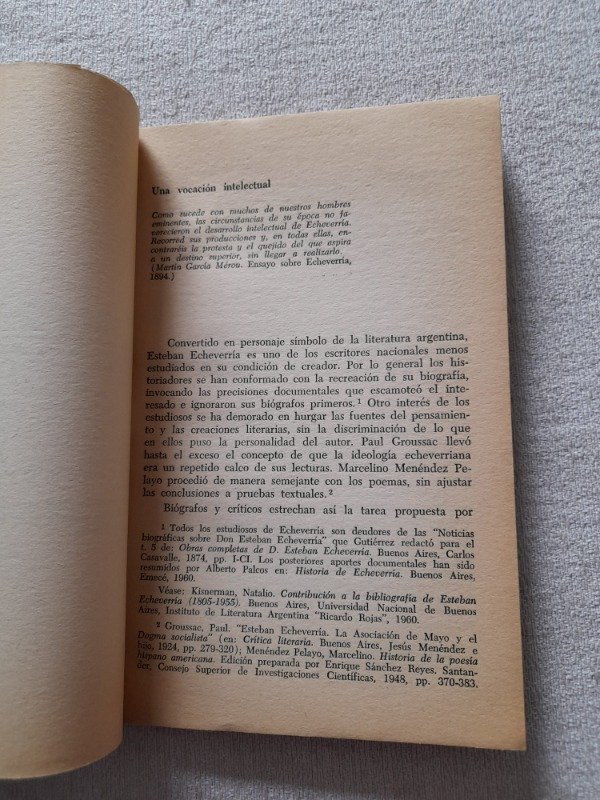 Una vocación intelectual
Como sucede con muchos de nuestros hombres
eminentes, las circunstancias de su época no fa-
vorecieron el desarrollo intelectual de Echeverría.
Recorred sus producciones y, en todas ellas, en-
contraréis la protesta y el quejido del que aspira
a un destino superior, sin llegar a realizarlo.
(Martín García Mérou. Ensayo sobre Echeverría,
1894.)
Convertido en personaje símbolo de la literatura argentina,
Esteban Echeverría es uno de los escritores nacionales menos
estudiados en su condición de creador. Por lo general los his-
toriadores se han conformado con la recreación de su biografía,
invocando las precisiones documentales que escamoteó el inte-
resado e ignoraron sus biógrafos primeros.¹ Otro interés de los
estudiosos se ha demorado en hurgar las fuentes del pensamien-
to y las creaciones literarias, sin la discriminación de lo que
en ellos puso la personalidad del autor. Paul Groussac llevó
hasta el exceso el concepto de que la ideología echeverriana
era un repetido calco de sus lecturas. Marcelino Menéndez Pe-
layo procedió de manera semejante con los poemas, sin ajustar
las conclusiones a pruebas textuales.²
Biógrafos y críticos estrechan así la tarea propuesta por
¹ Todos los estudiosos de Echeverría son deudores de las "Noticias
biográficas sobre Don Esteban Echeverría" que Gutiérrez redactó para el
t. 5 de: Obras completas de D. Esteban Echeverría. Buenos Aires, Carlos
Casavalle, 1874, pp. I-CI. Los posteriores aportes documentales han sido
resumidos por Alberto Palcos en: Historia de Echeverría. Buenos Aires,
Emecé, 1960.
Véase: Kisnerman, Natalio. Contribución a la bibliografía de Esteban
Echeverría (1805-1955). Buenos Aires, Universidad Nacional de Buenos
Aires, Instituto de Literatura Argentina "Ricardo Rojas", 1960.
² Groussac, Paul. "Esteban Echeverría. La Asociación de Mayo y el
Dogma socialista" (en: Crítica literaria. Buenos Aires, Jesús Menéndez e
hijo, 1924, pp. 279-320); Menéndez Pelayo, Marcelino. Historia de la poesía
hispano americana. Edición preparada por Enrique Sánchez Reyes. Santan-
der, Consejo Superior de Investigaciones Científicas, 1948, pp. 370-383.